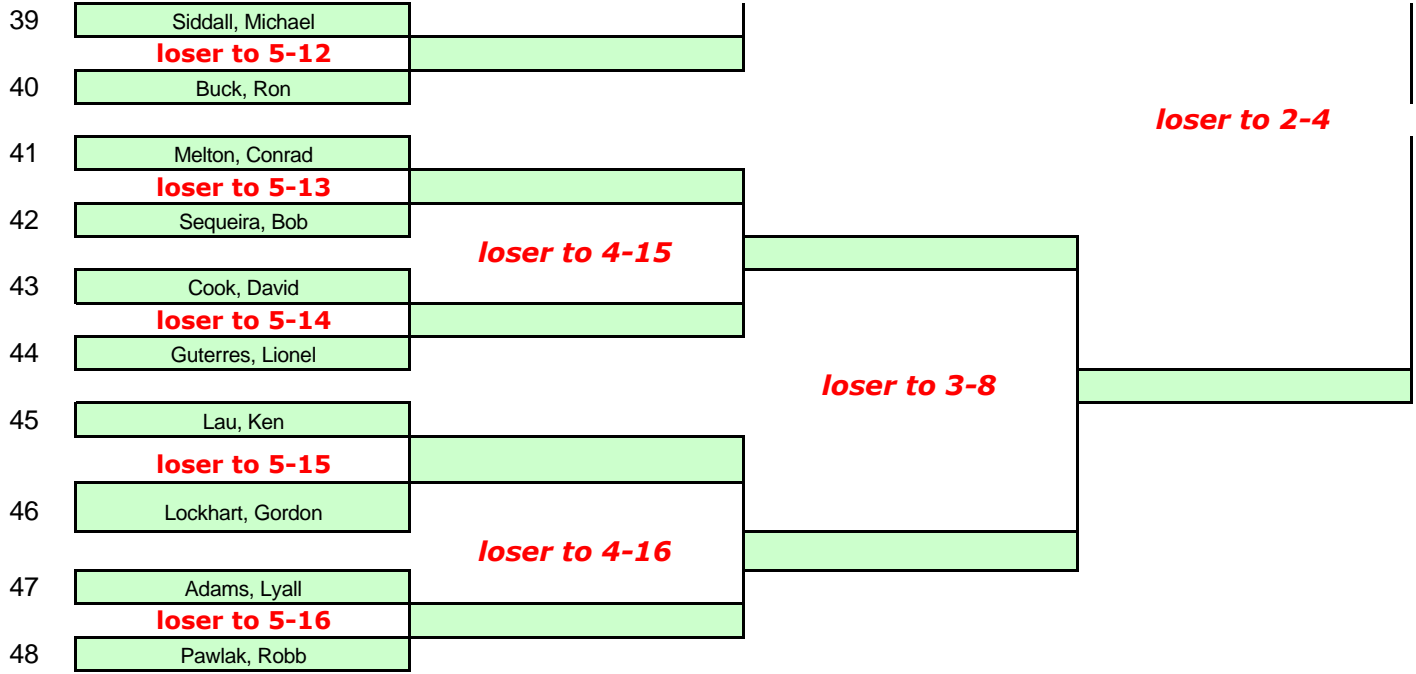 39 Siddall, Michael
loser to 5-12
40 Buck, Ron
loser to 2-4
41 Melton, Conrad
loser to 5-13
42 Sequeira, Bob
loser to 4-15
43 Cook, David
loser to 5-14
44 Guterres, Lionel
loser to 3-8
45 Lau, Ken
loser to 5-15
46 Lockhart, Gordon
loser to 4-16
47 Adams, Lyall
loser to 5-16
48 Pawlak, Robb